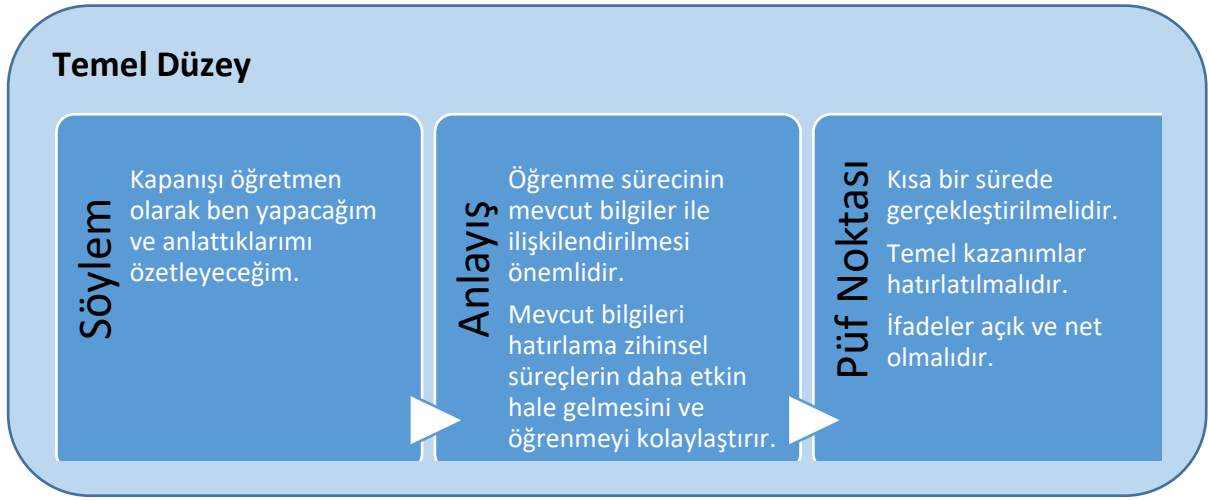 Temel Düzey
Söylem
Kapanışı öğretmen
olarak ben yapacağım
ve anlattıklarımı
özetleyeceğim.
Anlayış
Öğrenme sürecinin
mevcut bilgiler ile
ilişkilendirilmesi
önemlidir.
Mevcut bilgileri
hatırlama zihinsel
süreçlerin daha etkin
hale gelmesini ve
öğrenmeyi kolaylaştırır.
Püf Noktası
Kısa bir sürede
gerçekleştirilmelidir.
Temel kazanımlar
hatırlatılmalıdır.
İfadeler açık ve net
olmalıdır.